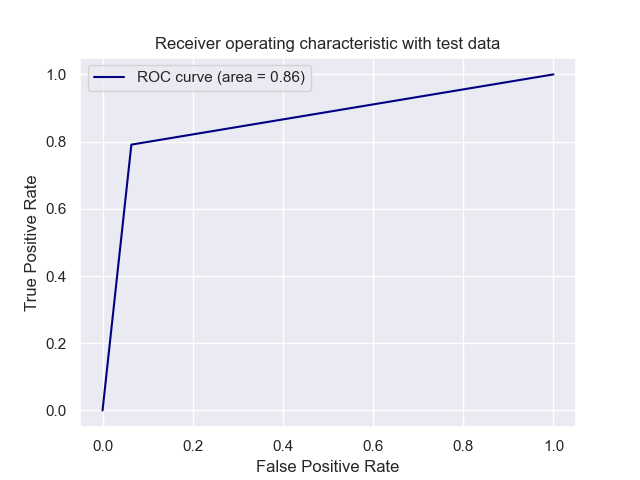 Receiver operating characteristic with test data
ROC curve (area = 0.86)
True Positive Rate
1.0
0.8
0.6
0.4
0.2
0.0
0.0 0.2 0.4 0.6 0.8 1.0
False Positive Rate